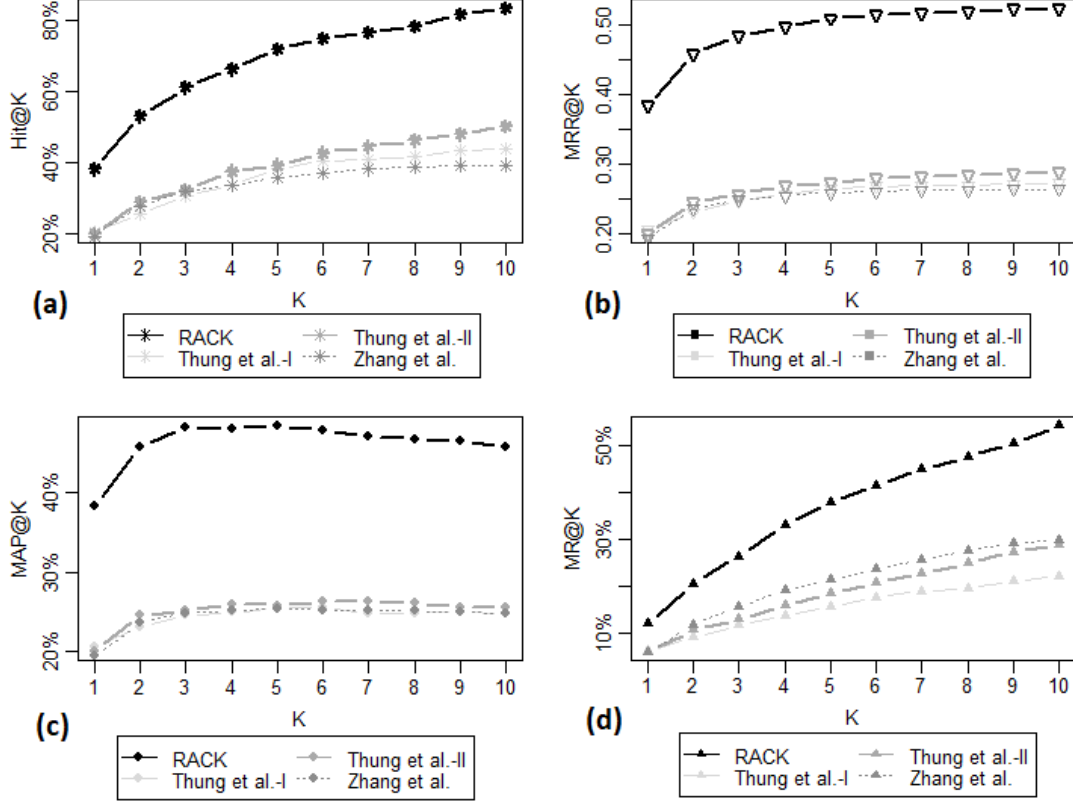 Hit@K
80%
60%
40%
20%
1 2 3 4 5 6 7 8 9 10
(a)
K
RACK
Thung et al.-II
Thung et al.-I
Zhang et al.
MRR@K
0.50
0.40
0.30
0.20
1 2 3 4 5 6 7 8 9 10
(b)
K
RACK
Thung et al.-II
Thung et al.-I
Zhang et al.
MAP@K
40%
30%
20%
1 2 3 4 5 6 7 8 9 10
(c)
K
RACK
Thung et al.-II
Thung et al.-I
Zhang et al.
MR@K
50%
30%
10%
1 2 3 4 5 6 7 8 9 10
(d)
K
RACK
Thung et al.-II
Thung et al.-I
Zhang et al.